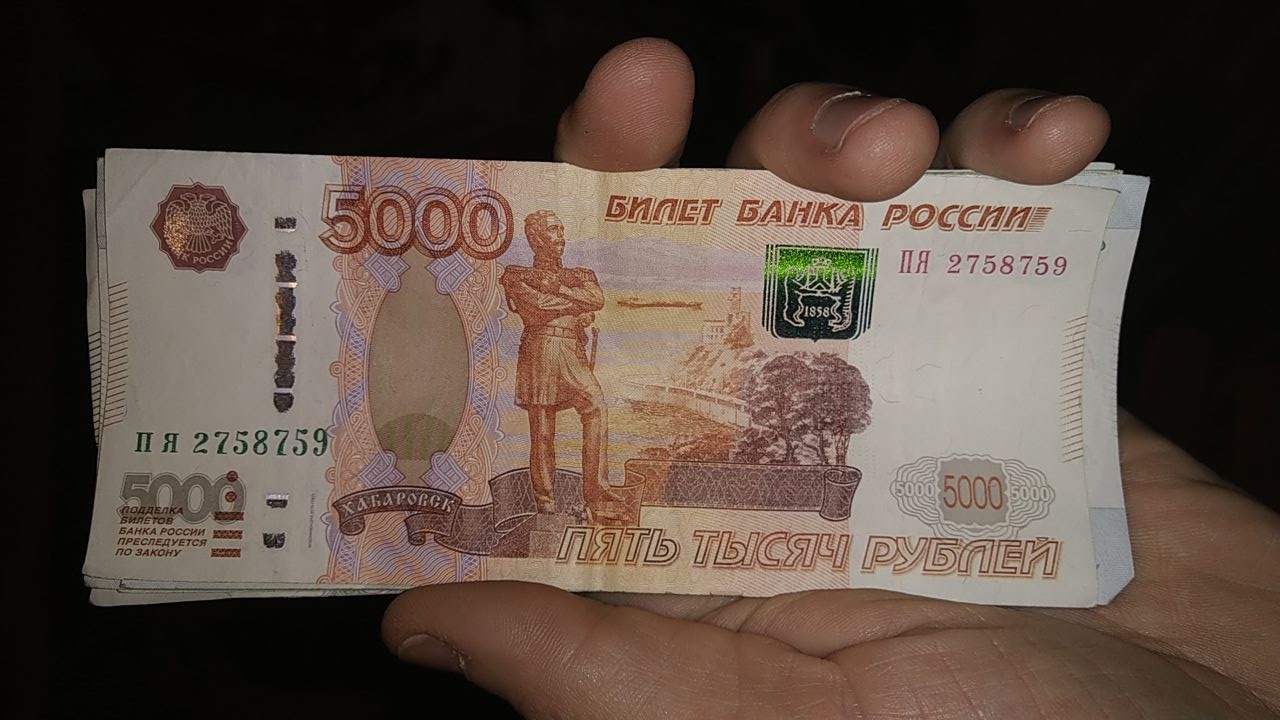 5000
БИЛЕТ БАНКА РОССИИ
БАНК РОССИИ
ПЯ 2758759
1858
ПЯ 2758759
5000
ПОДДЕЛКА
БИЛЕТОВ
БАНКА РОССИИ
ПРЕСЛЕДУЕТСЯ
ПО ЗАКОНУ
ХАБАРОВСК
5000 5000 5000
ПЯТЬ ТЫСЯЧ РУБЛЕЙ